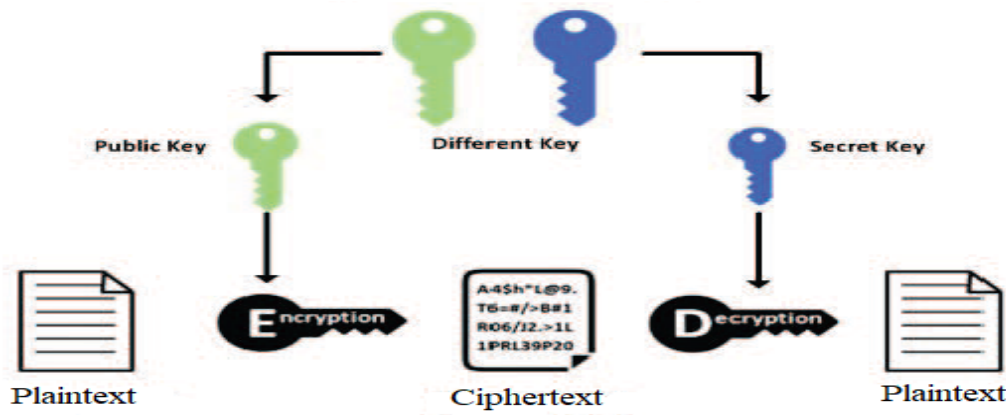 Public Key
Different Key
Secret Key
Encryption
A4$h*L@9.
T6=#/>B#1
R06/J2.>1L
1PRL39P20
Decryption
Plaintext
Ciphertext
Plaintext